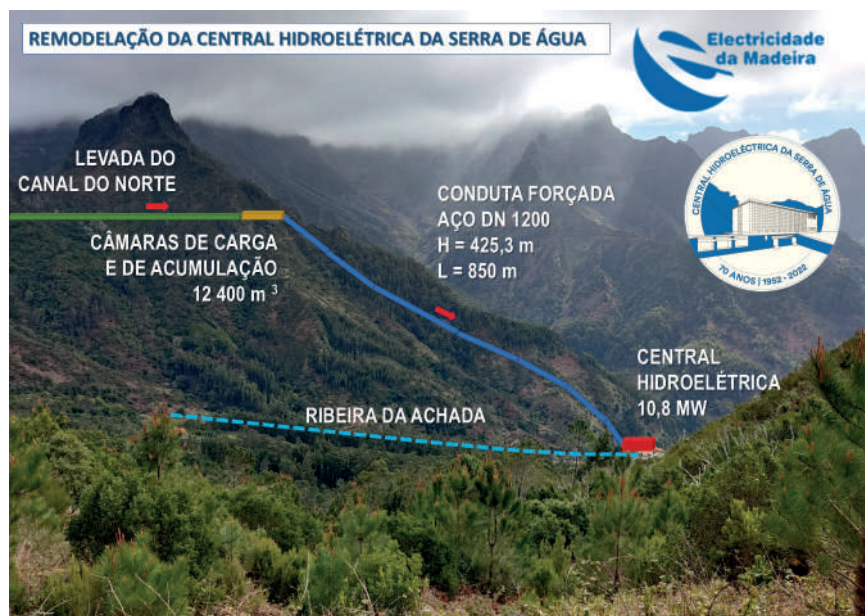 REMODELAÇÃO DA CENTRAL HIDROELÉTRICA DA SERRA DE ÁGUA
Electricidade
da Madeira
LEVADA DO
CANAL DO NORTE
CÂMARAS DE CARGA
E DE ACUMULAÇÃO
12 400 m ³
CONDUTA FORÇADA
AÇO DN 1200
H = 425,3 m
L = 850 m
CENTRAL HIDROELÉCTRICA DA SERRA DE ÁGUA
70 ANOS | 1952 - 2022
CENTRAL
HIDROELÉTRICA
10,8 MW
RIBEIRA DA ACHADA